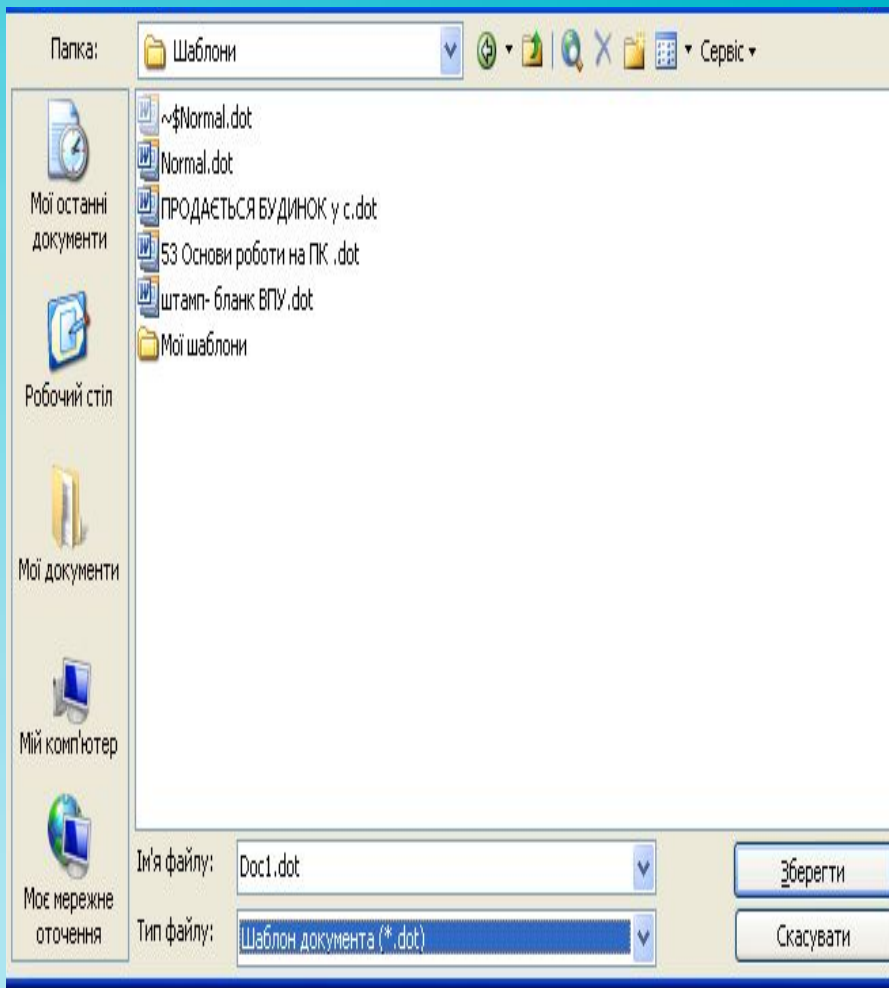 Папка:
Шаблони
Сервіс
~$Normal.dot
Normal.dot
ПРОДАЄТЬСЯ БУДИНОК у с.dot
53 Основи роботи на ПК .dot
штамп- бланк ВПУ.dot
Мої шаблони
Мої останні
документи
Робочий стіл
Мої документи
Мій комп'ютер
Моє мережне
оточення
Ім'я файлу:
Doc1.dot
Зберегти
Тип файлу:
Шаблон документа (*.dot)
Скасувати